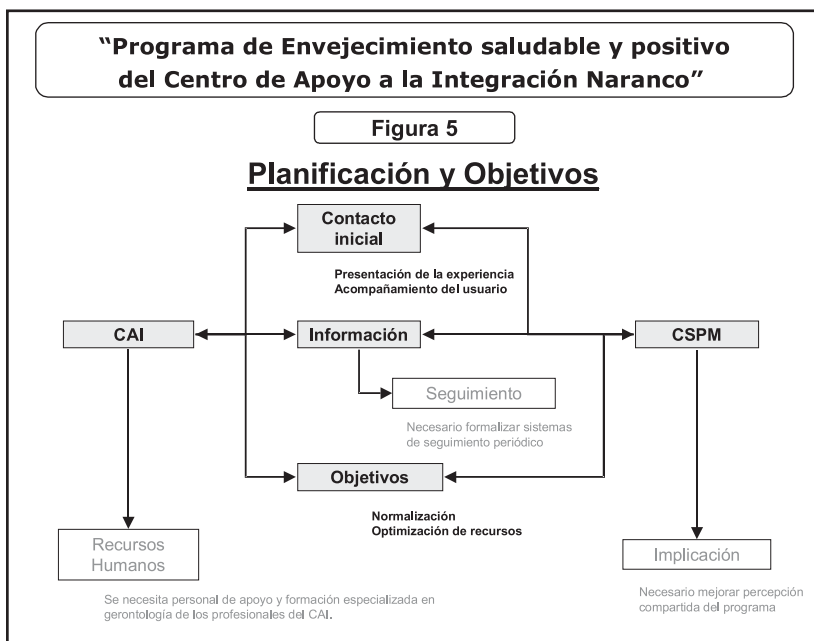 “Programa de Envejecimiento saludable y positivo
del Centro de Apoyo a la Integración Naranco”
Figura 5
Planificación y Objetivos
Contacto
inicial
Presentación de la experiencia
Acompañamiento del usuario
CAI
Información
CSPM
Seguimiento
Necesario formalizar sistemas
de seguimiento periódico
Objetivos
Normalización
Optimización de recursos
Recursos
Humanos
Se necesita personal de apoyo y formación especializada en
gerontología de los profesionales del CAI.
Implicación
Necesario mejorar percepción
compartida del programa